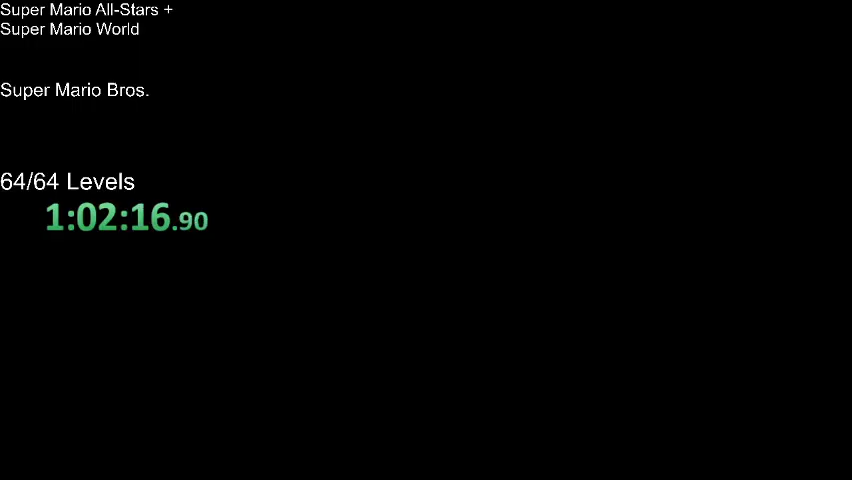 Super Mario All-Stars +
Super Mario World
Super Mario Bros.
64/64 Levels
1:02:16.90